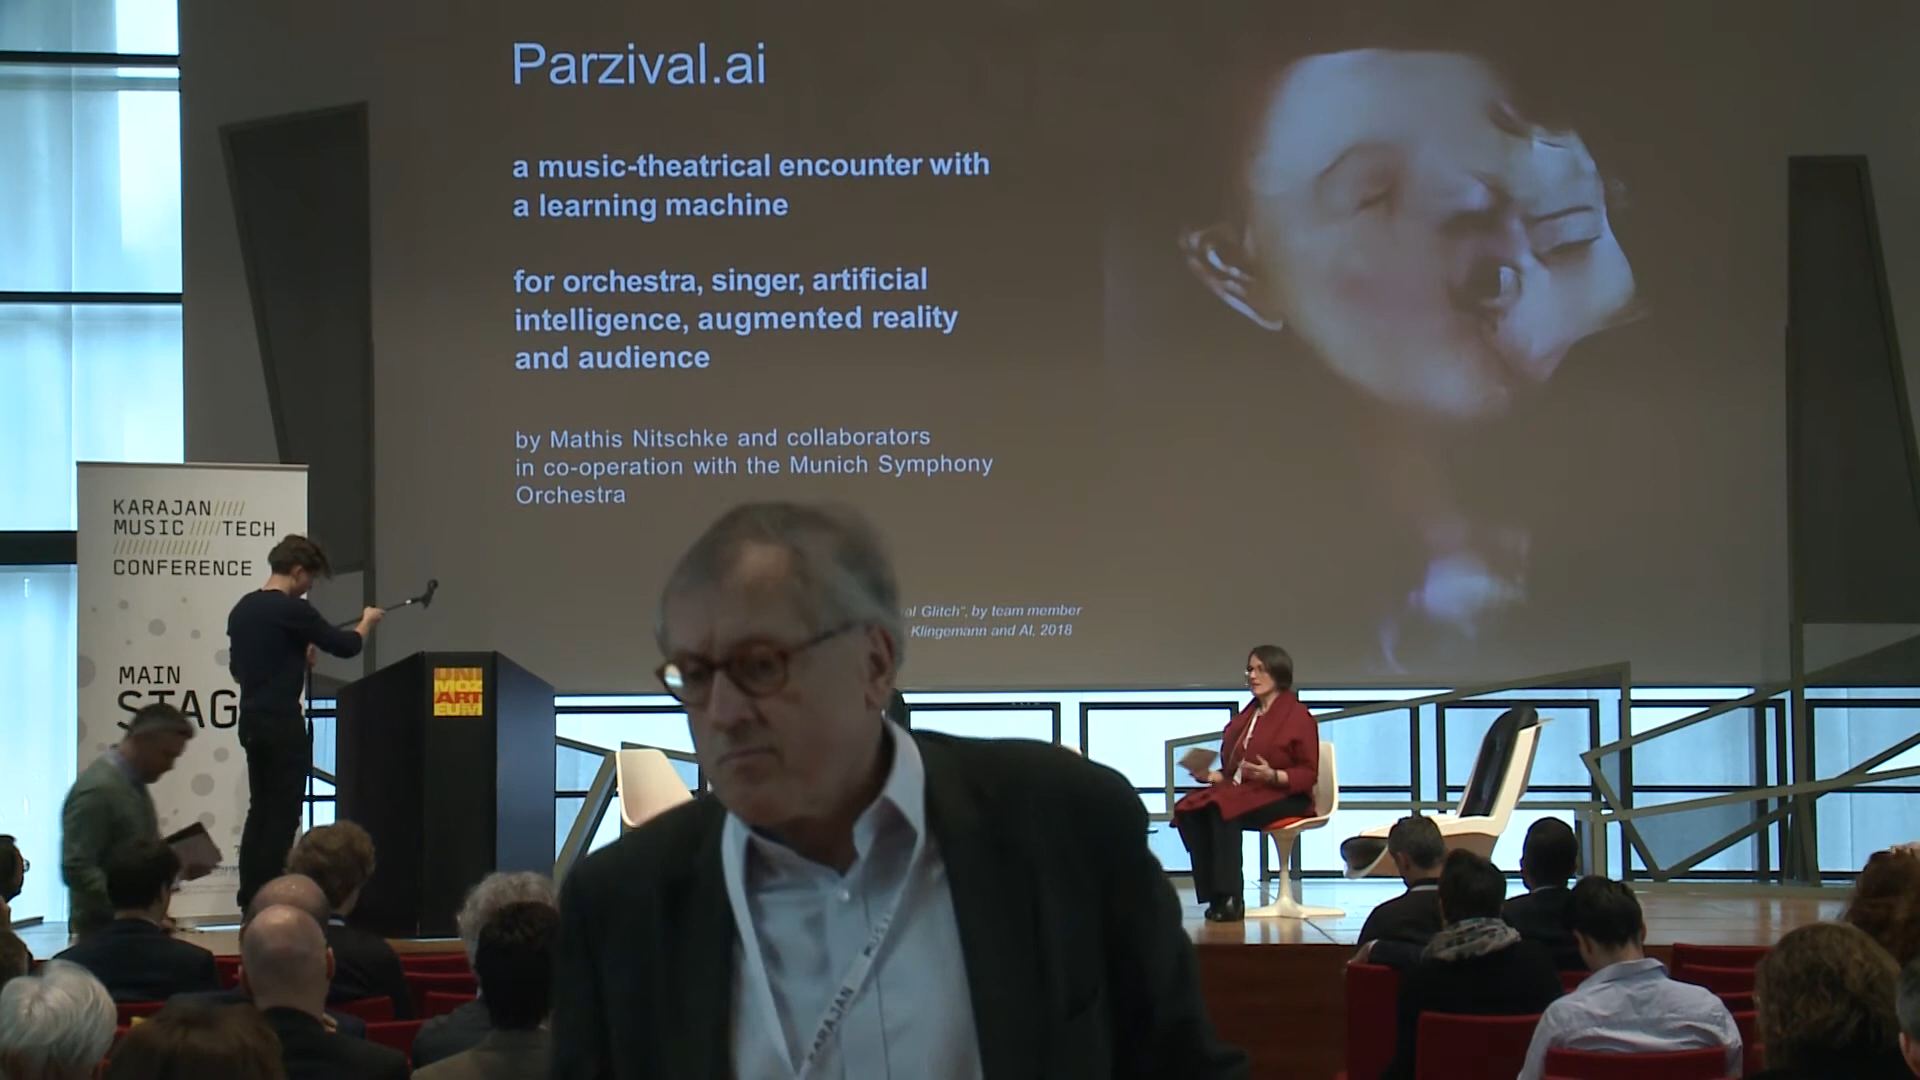 Parzival.ai
a music-theatrical encounter with
a learning machine
for orchestra, singer, artificial
intelligence, augmented reality
and audience
by Mathis Nitschke and collaborators
in co-operation with the Munich Symphony
Orchestra
Glitch", by team member
Klingemann and AI, 2018
KARAJAN/////
MUSIC /////TECH
///////////////
CONFERENCE
MAIN
STAG
UNI
MOZ
ART
EUM
KARAJAN